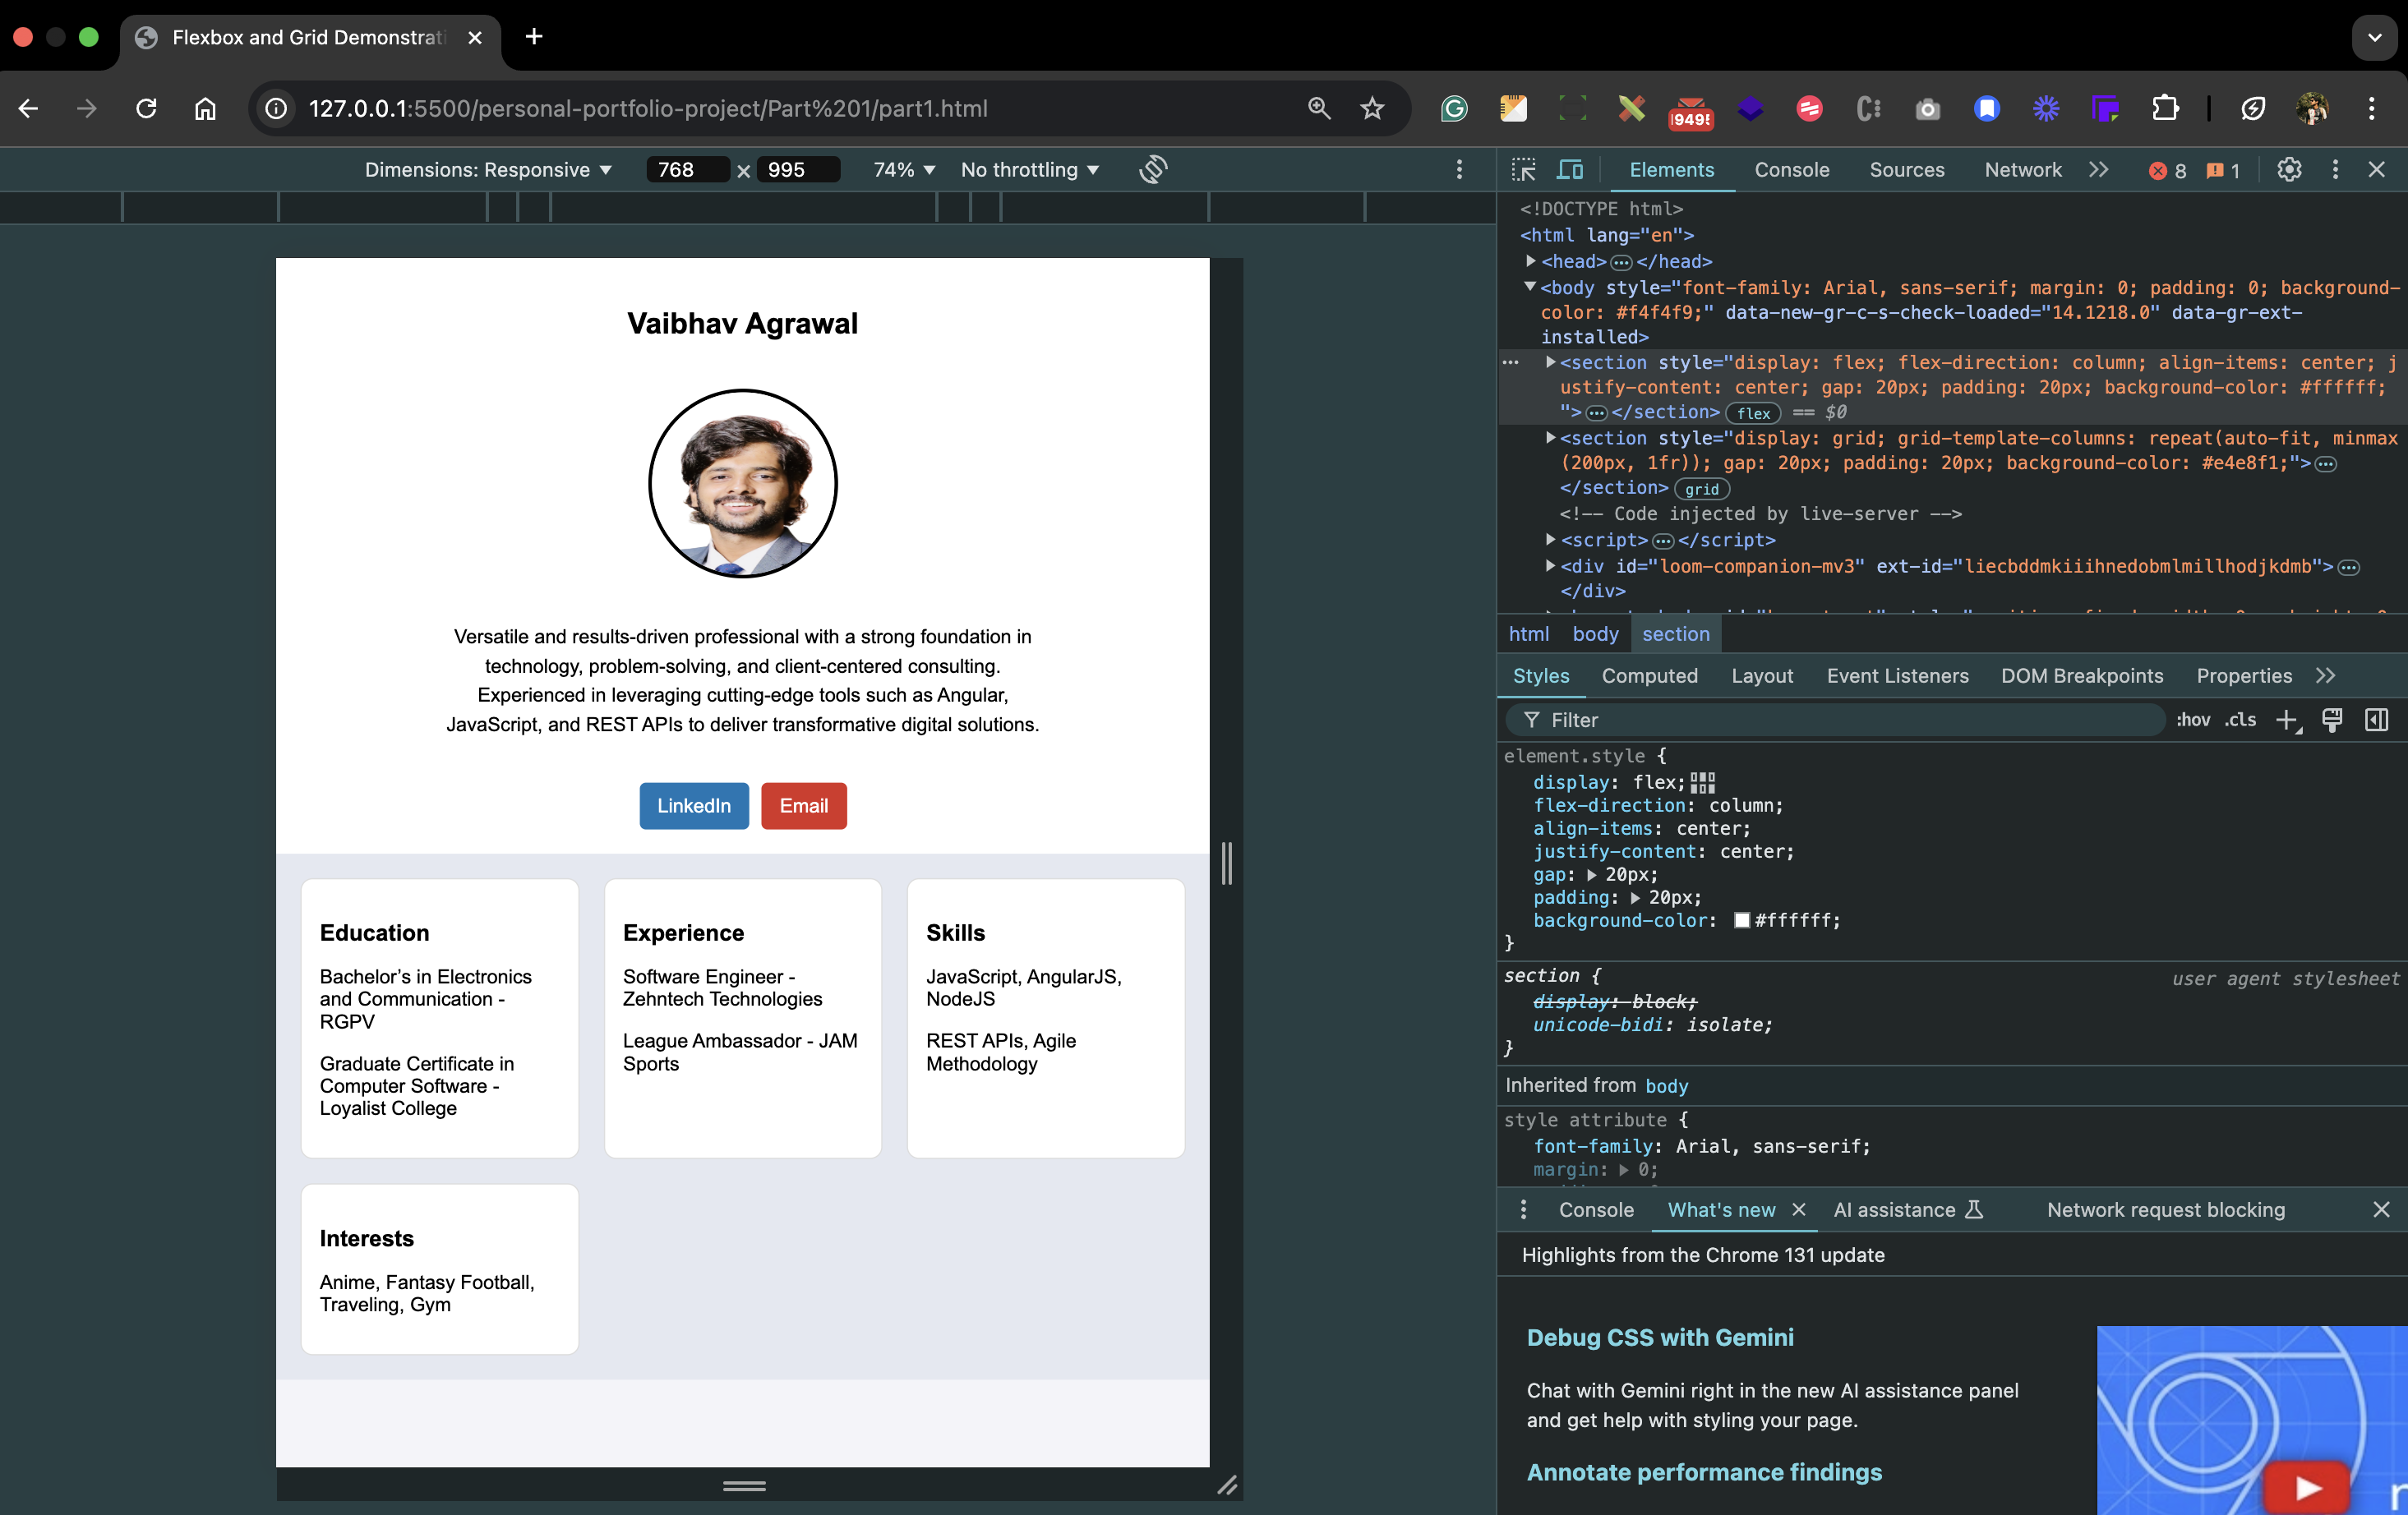 Flexbox and Grid Demonstrati
127.0.0.1:5500/personal-portfolio-project/Part%201/part1.html
9495
Dimensions: Responsive
768 × 995
74%
No throttling
Elements
Console
Sources
Network
8
1
Vaibhav Agrawal
Versatile and results-driven professional with a strong foundation in
technology, problem-solving, and client-centered consulting.
Experienced in leveraging cutting-edge tools such as Angular,
JavaScript, and REST APIs to deliver transformative digital solutions.
LinkedIn
Email
Education
Bachelor’s in Electronics
and Communication -
RGPV
Graduate Certificate in
Computer Software -
Loyalist College
Experience
Software Engineer -
Zehntech Technologies
League Ambassador - JAM
Sports
Skills
JavaScript, AngularJS,
NodeJS
REST APIs, Agile
Methodology
Interests
Anime, Fantasy Football,
Traveling, Gym
<!DOCTYPE html>
<html lang="en">
<head>…</head>
<body style="font-family: Arial, sans-serif; margin: 0; padding: 0; background-
color: #f4f4f9;" data-new-gr-c-s-check-loaded="14.1218.0" data-gr-ext-
installed>
<section style="display: flex; flex-direction: column; align-items: center; j
ustify-content: center; gap: 20px; padding: 20px; background-color: #ffffff;
">…</section> flex == $0
<section style="display: grid; grid-template-columns: repeat(auto-fit, minmax
(200px, 1fr)); gap: 20px; padding: 20px; background-color: #e4e8f1;">…
</section> grid
<!-- Code injected by live-server -->
<script>…</script>
<div id="loom-companion-mv3" ext-id="liecbddmkiiihnedobmlmillhodjkdmb">…
</div>
html body section
Styles
Computed
Layout
Event Listeners
DOM Breakpoints
Properties
Filter
:hov .cls
element.style {
display: flex;
flex-direction: column;
align-items: center;
justify-content: center;
gap: 20px;
padding: 20px;
background-color: #ffffff;
}
section {
user agent stylesheet
display: block;
unicode-bidi: isolate;
}
Inherited from body
style attribute {
font-family: Arial, sans-serif;
margin: 0;
Console
What's new
AI assistance
Network request blocking
Highlights from the Chrome 131 update
Debug CSS with Gemini
Chat with Gemini right in the new AI assistance panel
and get help with styling your page.
Annotate performance findings